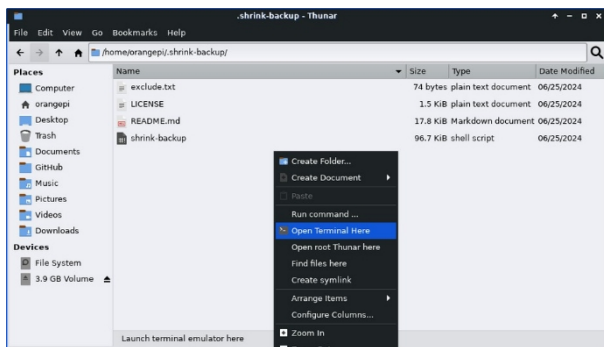 .shrink-backup - Thunar
File Edit View Go Bookmarks Help
/home/orangepi/.shrink-backup/
Places
Computer
orangepi
Desktop
Trash
Documents
GitHub
Music
Pictures
Videos
Downloads
Devices
File System
3.9 GB Volume
Name Size Type Date Modified
exclude.txt 74 bytes plain text document 06/25/2024
LICENSE 1.5 KiB plain text document 06/25/2024
README.md 17.8 KiB Markdown document 06/25/2024
shrink-backup 96.7 KiB shell script 06/25/2024
Create Folder...
Create Document
Paste
Run command ...
Open Terminal Here
Open root Thunar here
Find files here
Create symlink
Arrange Items
Configure Columns...
Zoom In
Launch terminal emulator here